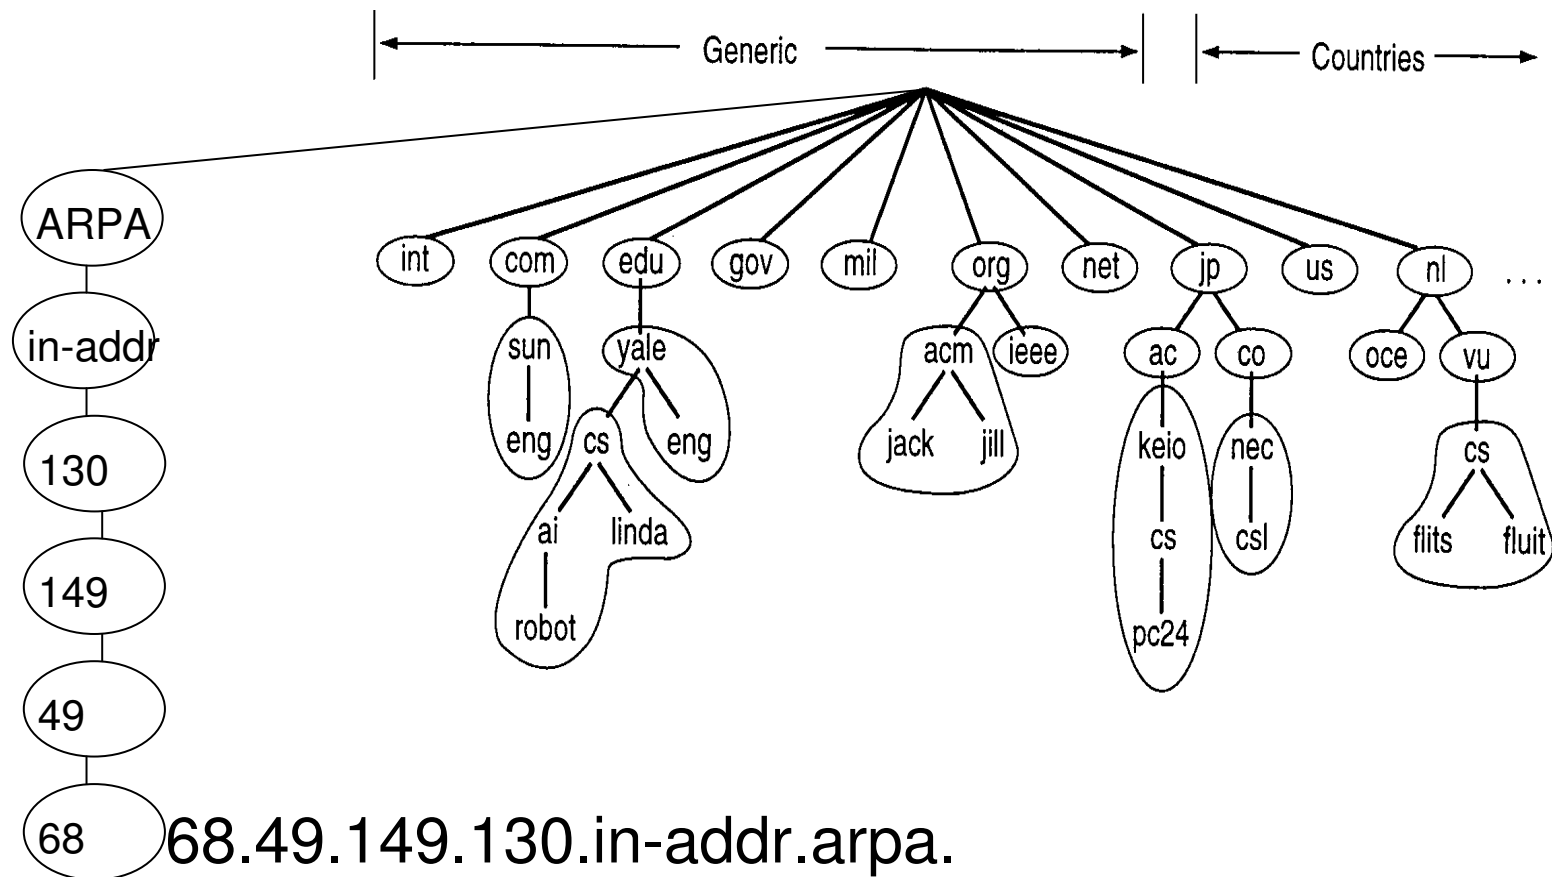 Generic
Countries
ARPA
int com edu gov mil org net jp us nl ...
in-addr
sun yale acm ieee ac co oce vu
130
eng cs eng jack jill keio nec cs
ai linda cs csl flits fluit
149
robot pc24
49
68
68.49.149.130.in-addr.arpa.